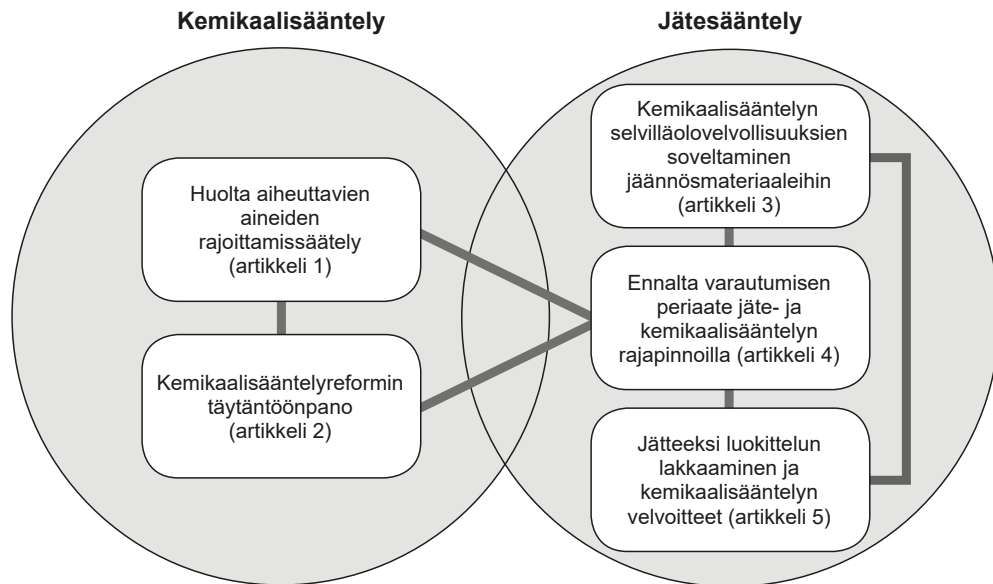 Kemikaalisääntely
Jätesääntely
Huolta aiheuttavien
aineiden
rajoittamissäätely
(artikkeli 1)
Kemikaalisääntelyreformin
täytäntöönpano
(artikkeli 2)
Kemikaalisääntelyn
selvilläolovelvollisuuksien
soveltaminen
jäännösmateriaaleihin
(artikkeli 3)
Ennalta varautumisen
periaate jäte- ja
kemikaalisääntelyn
rajapinnoilla (artikkeli 4)
Jätteeksi luokittelun
lakkaaminen ja
kemikaalisääntelyn
velvoitteet (artikkeli 5)